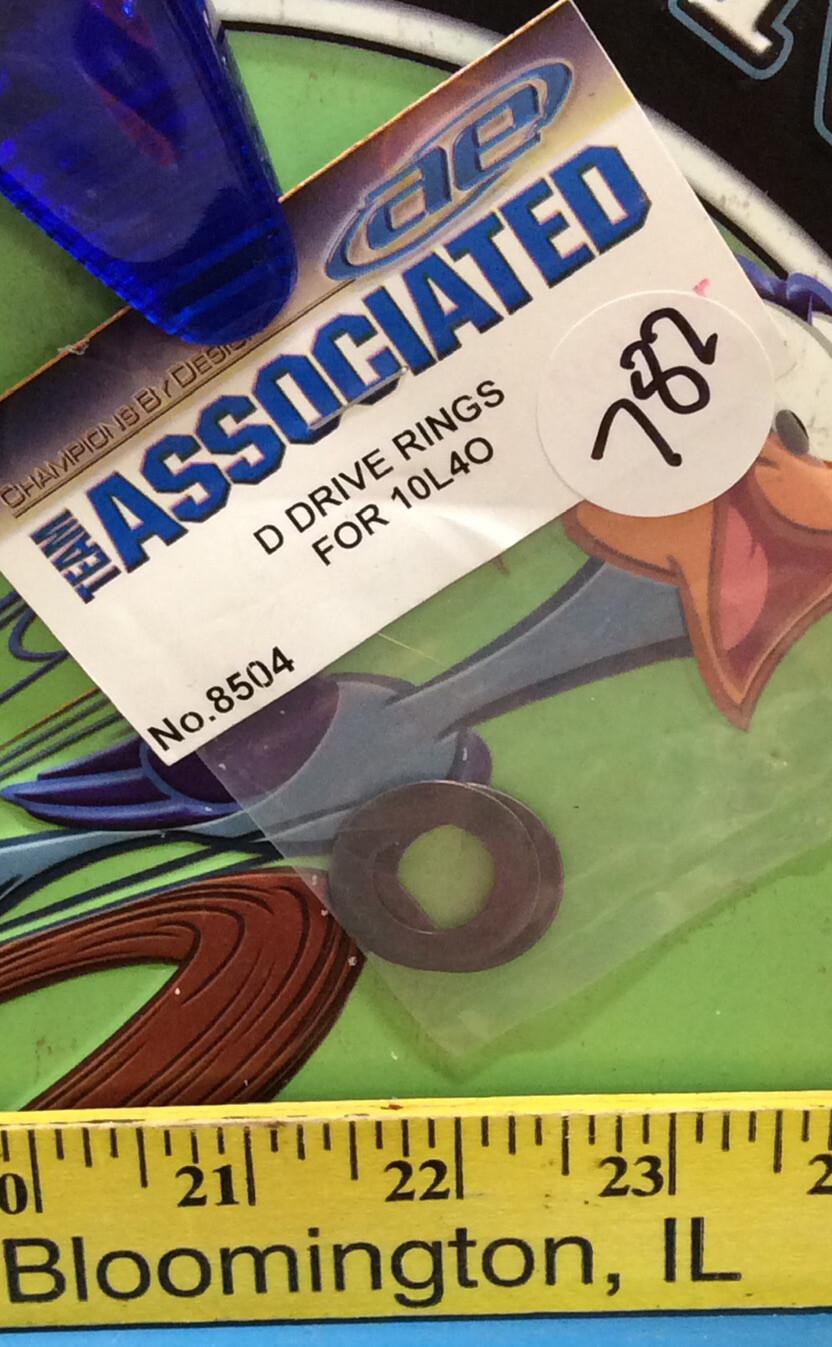 ae
CHAMPIONS BY DESIGN
TEAM ASSOCIATED
782
D DRIVE RINGS
FOR 10L4O
No.8504
21 22 23
Bloomington, IL